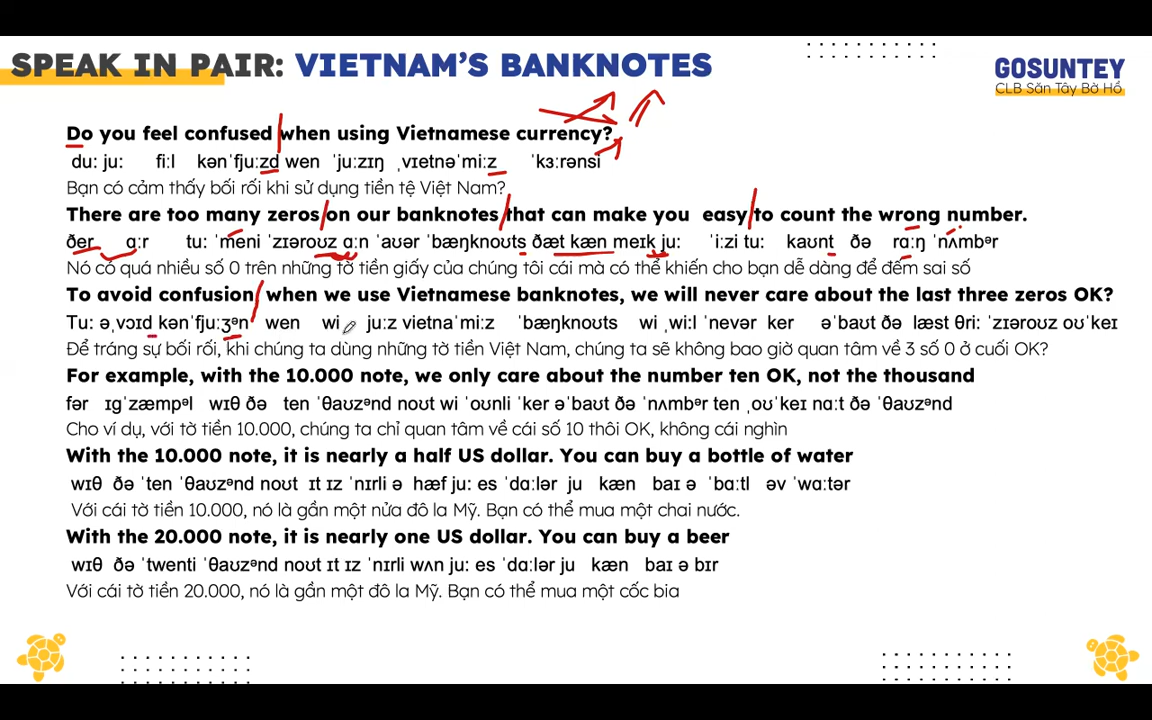 SPEAK IN PAIR: VIETNAM'S BANKNOTES
GOSUNTEY
CLB Săn Tây Bờ Hồ
Do you feel confused when using Vietnamese currency?
duː juː fiːl kənˈfjuːzd wen ˈjuːzɪŋ ˌvɪetnəˈmiːz ˈkɜːrənsi
Bạn có cảm thấy bối rối khi sử dụng tiền tệ Việt Nam?
There are too many zeros on our banknotes that can make you easy to count the wrong number.
ðer ɑːr tuː ˈmeni ˈzɪəroʊz ɑːn ˈaʊər ˈbæŋknoʊts ðæt kæn meɪk juː ˈiːzi tuː kaʊnt ðə rɑːŋ ˈnʌmbᵊr
Nó có quá nhiều số 0 trên những tờ tiền giấy của chúng tôi cái mà có thể khiến cho bạn dễ dàng để đếm sai số
To avoid confusion when we use Vietnamese banknotes, we will never care about the last three zeros OK?
Tuː əˌvɔɪd kənˈfjuːʒᵊn wen wi juːz vietnaˈmiːz ˈbæŋknoʊts wi ˌwiːl ˈnevər ker əˈbaʊt ðə læst θriː ˈzɪəroʊz oʊˈkeɪ
Để tráng sự bối rối, khi chúng ta dùng những tờ tiền Việt Nam, chúng ta sẽ không bao giờ quan tâm về 3 số 0 ở cuối OK?
For example, with the 10.000 note, we only care about the number ten OK, not the thousand
fər ɪgˈzæmpᵊl wɪθ ðə ten ˈθaʊzᵊnd noʊt wi ˈoʊnli ˈker əˈbaʊt ðə ˈnʌmbᵊr ten ˌoʊˈkeɪ nɑːt ðə ˈθaʊzᵊnd
Cho ví dụ, với tờ tiền 10.000, chúng ta chỉ quan tâm về cái số 10 thôi OK, không cái nghìn
With the 10.000 note, it is nearly a half US dollar. You can buy a bottle of water
wɪθ ðə ˈten ˈθaʊzᵊnd noʊt ɪt ɪz ˈnɪrli ə hæf juː es ˈdɑːlər ju kæn baɪ ə ˈbɑːtl əv ˈwɑːtər
Với cái tờ tiền 10.000, nó là gần một nửa đô la Mỹ. Bạn có thể mua một chai nước.
With the 20.000 note, it is nearly one US dollar. You can buy a beer
wɪθ ðə ˈtwenti ˈθaʊzᵊnd noʊt ɪt ɪz ˈnɪrli wʌn juː es ˈdɑːlər ju kæn baɪ ə bɪr
Với cái tờ tiền 20.000, nó là gần một đô la Mỹ. Bạn có thể mua một cốc bia